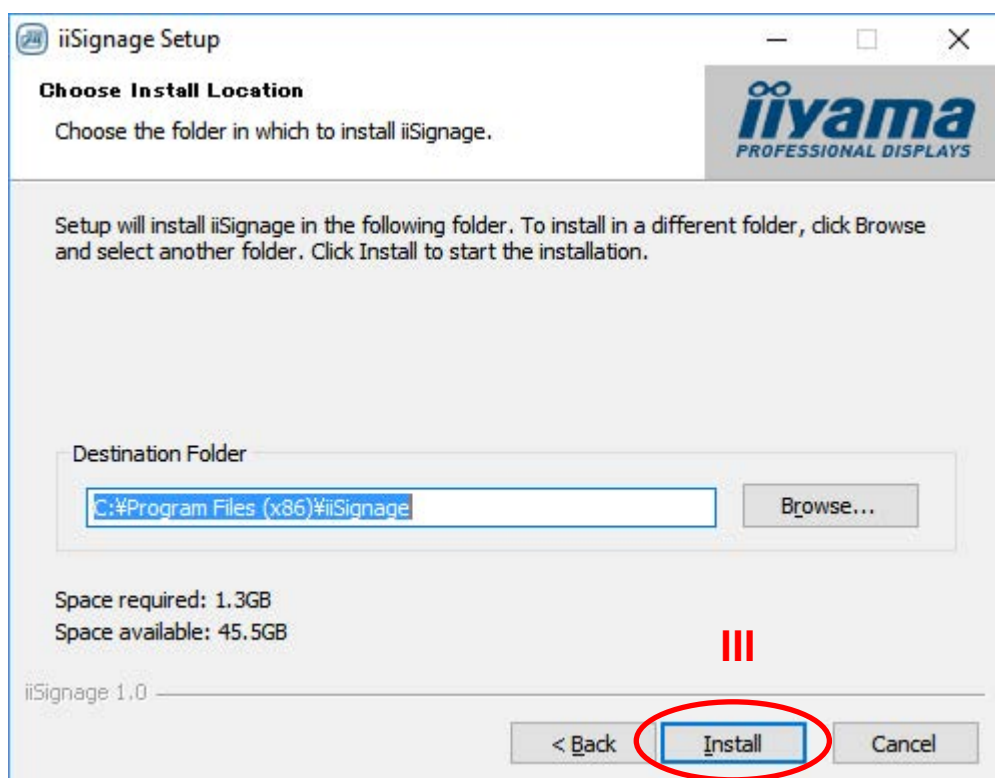 iiSignage Setup
Choose Install Location
Choose the folder in which to install iiSignage.
iiyama
PROFESSIONAL DISPLAYS
Setup will install iiSignage in the following folder. To install in a different folder, click Browse
and select another folder. Click Install to start the installation.
Destination Folder
C:¥Program Files (x86)¥iiSignage
Browse...
Space required: 1.3GB
Space available: 45.5GB
III
iiSignage 1.0
< Back
Install
Cancel